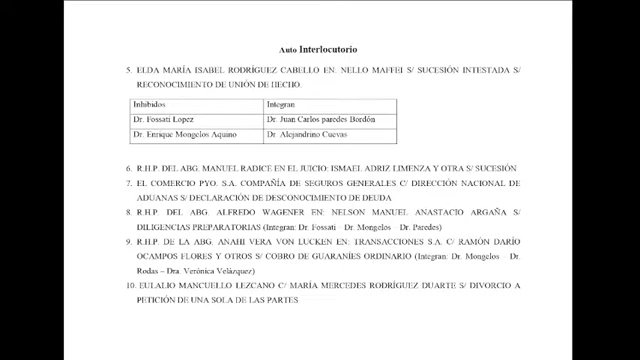 Auto Interlocutorio
5. ELDA MARÍA ISABEL RODRÍGUEZ CABELLO EN: NELLO MAFFEI S/ SUCESIÓN INTESTADA S/
RECONOCIMIENTO DE UNIÓN DE HECHO.
Inhibidos Integran
Dr. Fossati Lopez Dr. Juan Carlos paredes Bordón
Dr. Enrique Mongelos Aquino Dr. Alejandrino Cuevas
6. R.H.P. DEL ABG. MANUEL RADICE EN EL JUICIO: ISMAEL ADRIZ LIMENZA Y OTRA S/ SUCESIÓN
7. EL COMERCIO PYO. S.A. COMPAÑÍA DE SEGUROS GENERALES C/ DIRECCIÓN NACIONAL DE
ADUANAS S/ DECLARACIÓN DE DESCONOCIMIENTO DE DEUDA
8. R.H.P. DEL ABG. ALFREDO WAGENER EN: NELSON MANUEL ANASTACIO ARGAÑA S/
DILIGENCIAS PREPARATORIAS (Integran: Dr. Fossati – Dr. Mongelos – Dr. Paredes)
9. R.H.P. DE LA ABG. ANAHI VERA VON LUCKEN EN: TRANSACCIONES S.A. C/ RAMÓN DARÍO
OCAMPOS FLORES Y OTROS S/ COBRO DE GUARANÍES ORDINARIO (Integran: Dr. Mongelos – Dr.
Rodas – Dra. Verónica Velázquez)
10. EULALIO MANCUELLO LEZCANO C/ MARÍA MERCEDES RODRÍGUEZ DUARTE S/ DIVORCIO A
PETICIÓN DE UNA SOLA DE LAS PARTES